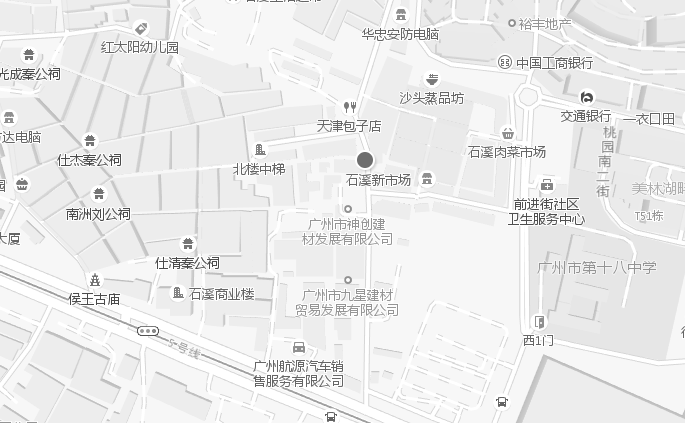 华忠安防电脑
裕丰地产
红太阳幼儿园
光成秦公祠
中国工商银行
沙头蒸品坊
交通银行
一衣口田
天津包子店
达电脑
仕杰秦公祠
北楼中梯
石溪肉菜市场
桃园南二街
石溪新市场
美林湖畔
T51栋
南洲刘公祠
前进街社区
卫生服务中心
广州市神创建
材发展有限公司
大厦
仕清秦公祠
广州市第十八中学
侯王古庙
石溪商业楼
广州市九星建材
贸易发展有限公司
西1门
广州航源汽车销
售服务有限公司